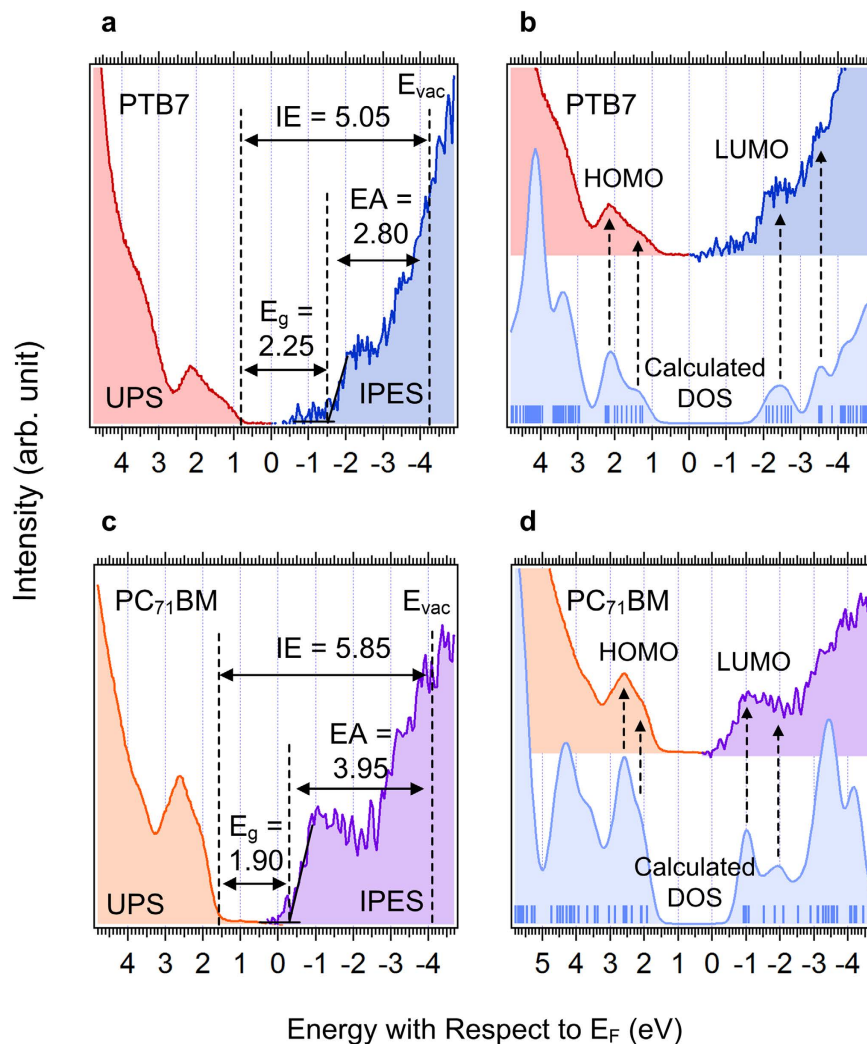 a
PTB7
E_vac
IE = 5.05
EA =
2.80
E_g =
2.25
UPS
IPES
4 3 2 1 0 -1 -2 -3 -4
b
PTB7
LUMO
HOMO
Calculated
DOS
4 3 2 1 0 -1 -2 -3 -4
Intensity (arb. unit)
c
PC₇₁BM
E_vac
IE = 5.85
EA =
3.95
E_g =
1.90
UPS
IPES
4 3 2 1 0 -1 -2 -3 -4
d
PC₇₁BM
HOMO
LUMO
Calculated
DOS
5 4 3 2 1 0 -1 -2 -3 -4
Energy with Respect to E_F (eV)